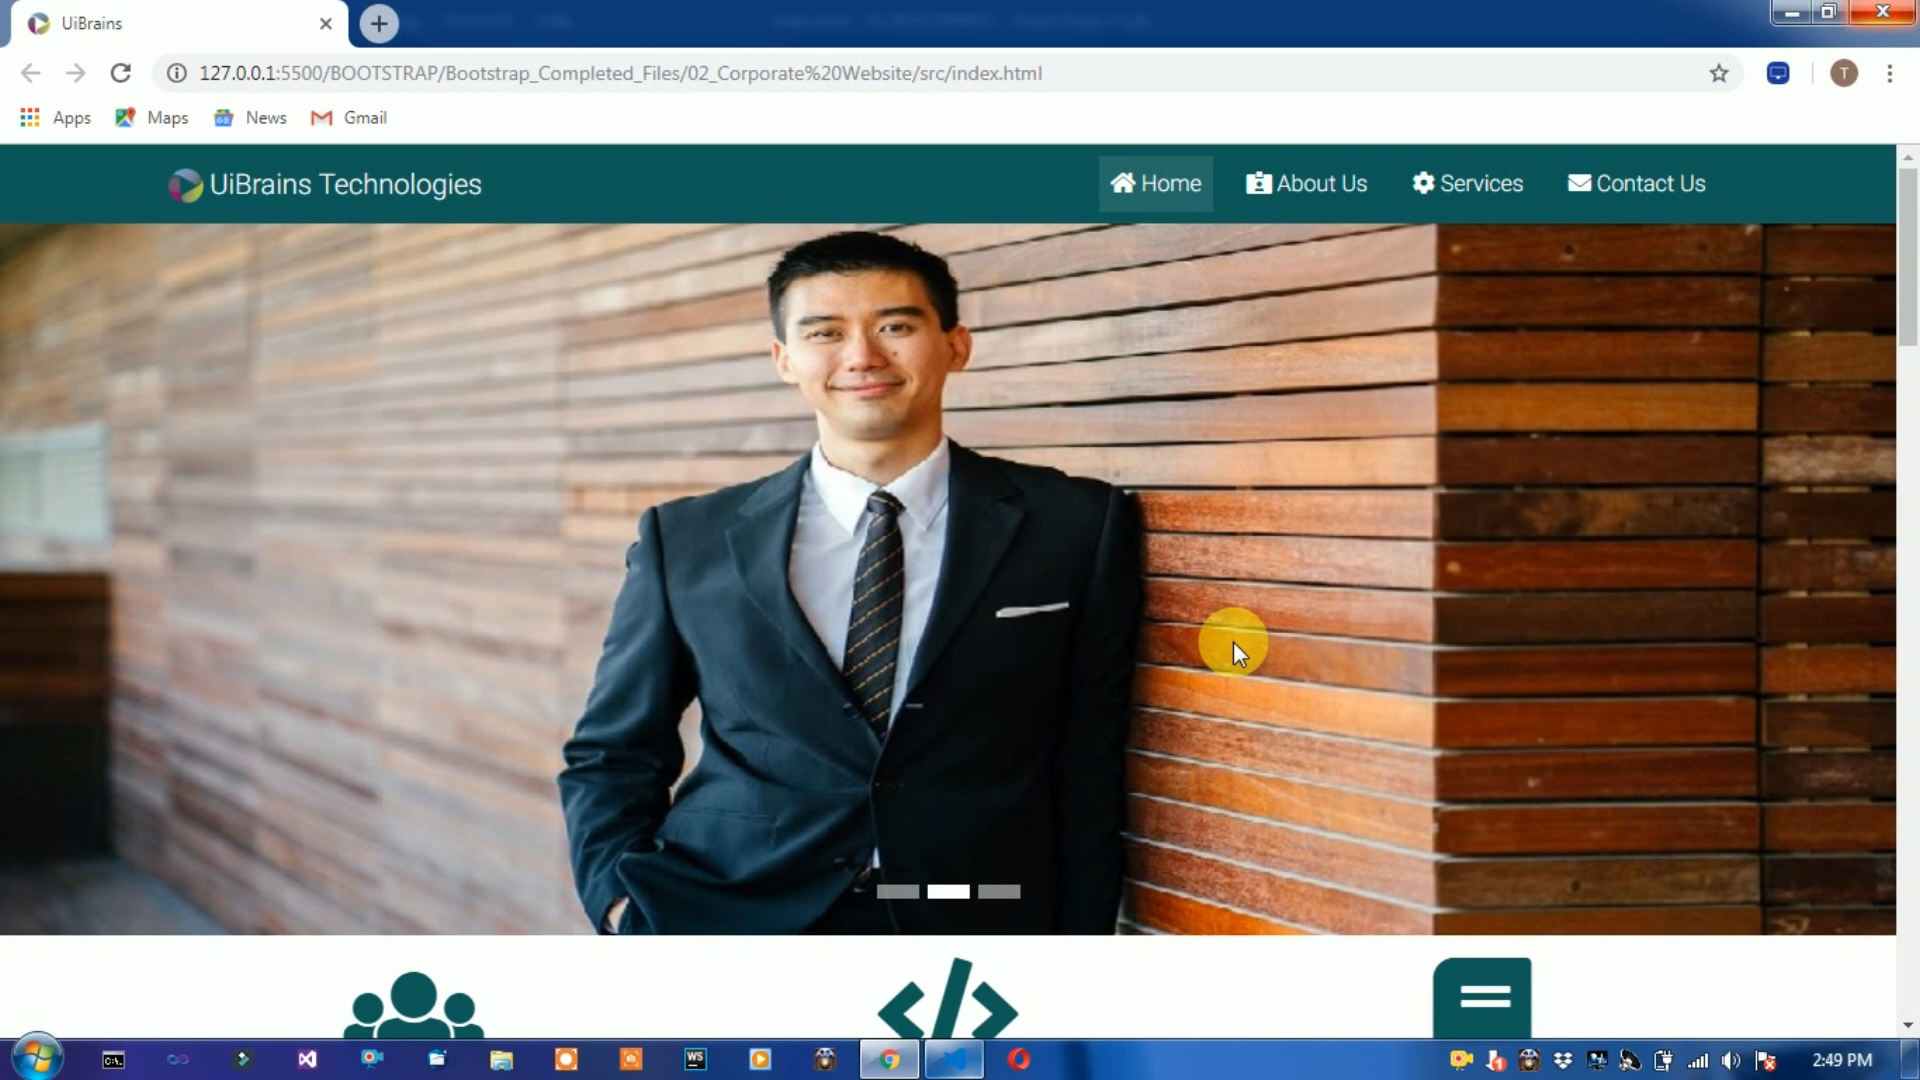 UiBrains
127.0.0.1:5500/BOOTSTRAP/Bootstrap_Completed_Files/02_Corporate%20Website/src/index.html
T
Apps Maps News Gmail
UiBrains Technologies Home About Us Services Contact Us
C:\.
WS
2:49 PM